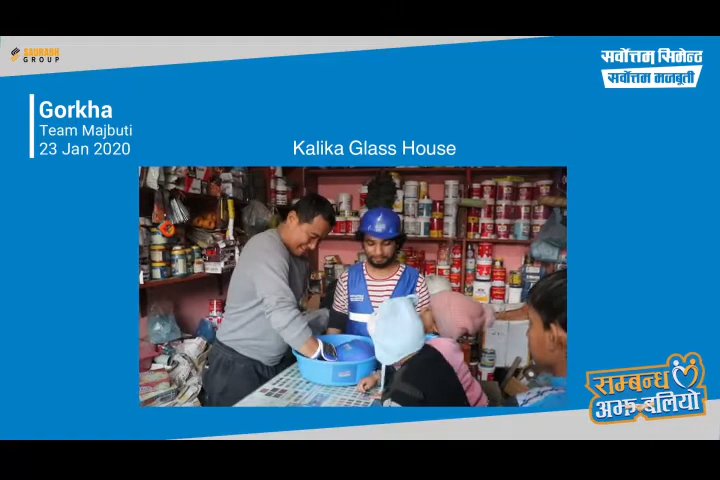 SAURABH
GROUP
सर्वोत्तम सिमेन्ट
सर्वोत्तम मजबूती
Gorkha
Team Majbuti
23 Jan 2020
Kalika Glass House
सम्बन्ध
अझ बलियो